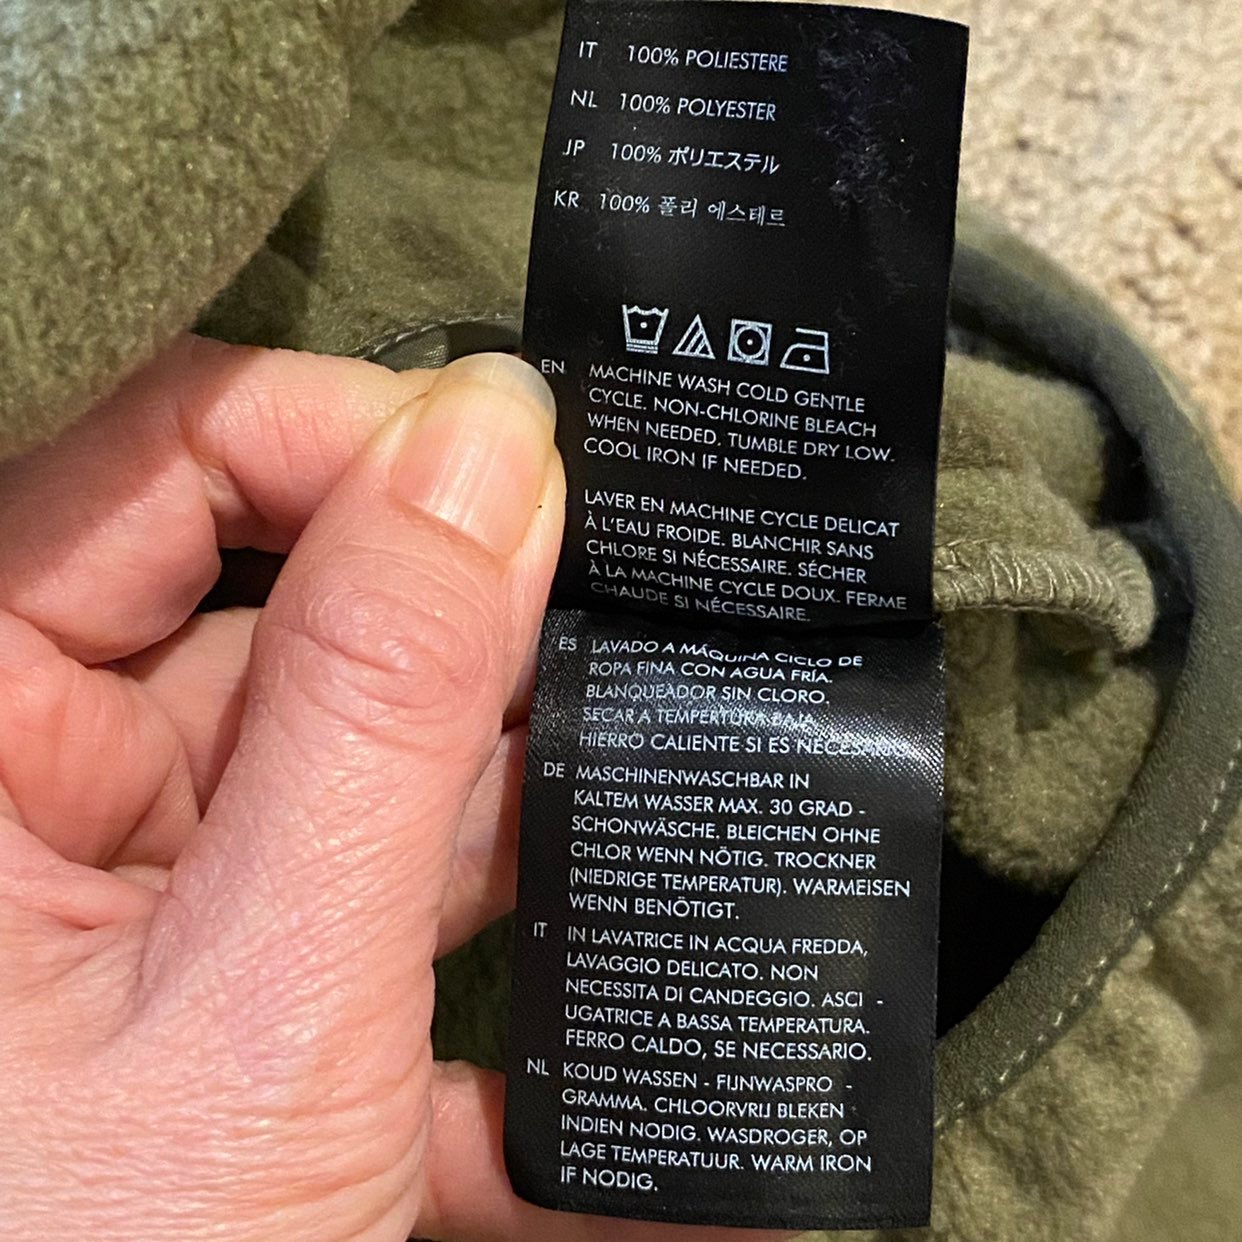 IT 100% POLIESTERE
NL 100% POLYESTER
JP 100% ポリエステル
KR 100% 폴리 에스테르
EN MACHINE WASH COLD GENTLE
CYCLE. NON-CHLORINE BLEACH
WHEN NEEDED. TUMBLE DRY LOW.
COOL IRON IF NEEDED.
LAVER EN MACHINE CYCLE DELICAT
À L'EAU FROIDE. BLANCHIR SANS
CHLORE SI NÉCESSAIRE. SÉCHER
À LA MACHINE CYCLE DOUX. FERME
CHAUDE SI NÉCESSAIRE.
ES LAVADO A MÁQUINA CICLO DE
ROPA FINA CON AGUA FRÍA.
BLANQUEADOR SIN CLORO.
SECAR A TEMPERTURA BAJA.
HIERRO CALIENTE SI ES NECESARIO.
DE MASCHINENWASCHBAR IN
KALTEM WASSER MAX. 30 GRAD -
SCHONWÄSCHE. BLEICHEN OHNE
CHLOR WENN NÖTIG. TROCKNER
(NIEDRIGE TEMPERATUR). WARMEISEN
WENN BENÖTIGT.
IT IN LAVATRICE IN ACQUA FREDDA,
LAVAGGIO DELICATO. NON
NECESSITA DI CANDEGGIO. ASCI -
UGATRICE A BASSA TEMPERATURA.
FERRO CALDO, SE NECESSARIO.
NL KOUD WASSEN - FIJNWASPRO -
GRAMMA. CHLOORVRIJ BLEKEN
INDIEN NODIG. WASDROGER, OP
LAGE TEMPERATUUR. WARM IRON
IF NODIG.